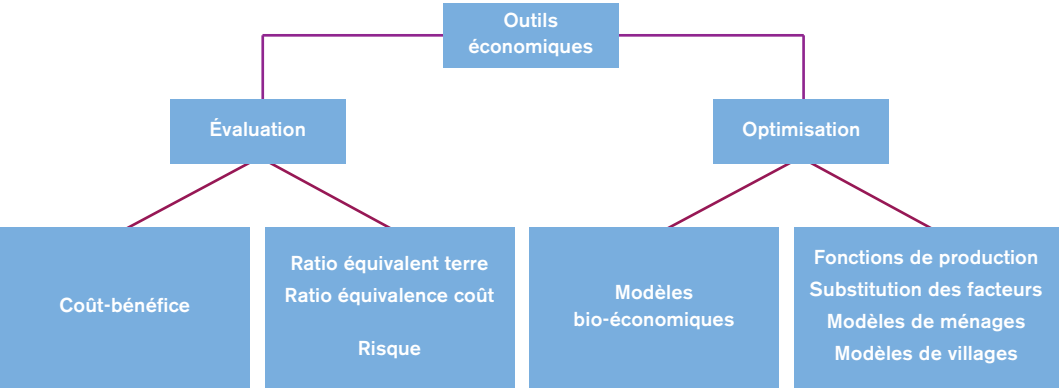 Outils
économiques
Évaluation
Optimisation
Coût-bénéfice
Ratio équivalent terre
Ratio équivalence coût
Risque
Modèles
bio-économiques
Fonctions de production
Substitution des facteurs
Modèles de ménages
Modèles de villages